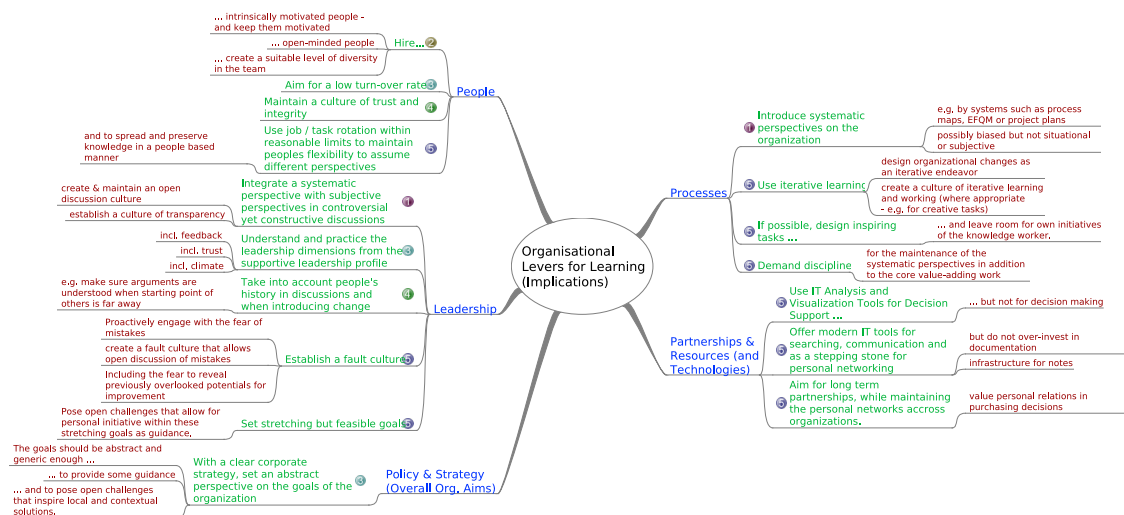 Organisational
Levers for Learning
(Implications)
People
Hire...
2
... intrinsically motivated people -
and keep them motivated
... open-minded people
... create a suitable level of diversity
in the team
Aim for a low turn-over rate
3
Maintain a culture of trust and
integrity
4
Use job / task rotation within
reasonable limits to maintain
peoples flexibility to assume
different perspectives
5
and to spread and preserve
knowledge in a people based
manner
Leadership
Integrate a systematic
perspective with subjective
perspectives in controversial
yet constructive discussions
1
create & maintain an open
discussion culture
establish a culture of transparency
Understand and practice the
leadership dimensions from the
supportive leadership profile
3
incl. feedback
incl. trust
incl. climate
Take into account people's
history in discussions and
when introducing change
4
e.g. make sure arguments are
understood when starting point of
others is far away
Establish a fault culture
5
Proactively engage with the fear of
mistakes
create a fault culture that allows
open discussion of mistakes
Including the fear to reveal
previously overlooked potentials for
improvement
Set stretching but feasible goals
5
Pose open challenges that allow for
personal initiative within these
stretching goals as guidance.
Policy & Strategy
(Overall Org. Aims)
With a clear corporate
strategy, set an abstract
perspective on the goals of the
organization
3
The goals should be abstract and
generic enough ...
... to provide some guidance
... and to pose open challenges
that inspire local and contextual
solutions.
Processes
1
Introduce systematic
perspectives on the
organization
e.g. by systems such as process
maps, EFQM or project plans
possibly biased but not situational
or subjective
5
Use iterative learning
design organizational changes as
an iterative endeavor
create a culture of iterative learning
and working (where appropriate
- e.g. for creative tasks)
5
If possible, design inspiring
tasks ...
... and leave room for own initiatives
of the knowledge worker.
5
Demand discipline
for the maintenance of the
systematic perspectives in addition
to the core value-adding work
Partnerships &
Resources (and
Technologies)
5
Use IT Analysis and
Visualization Tools for Decision
Support ...
... but not for decision making
5
Offer modern IT tools for
searching, communication and
as a stepping stone for
personal networking
but do not over-invest in
documentation
infrastructure for notes
5
Aim for long term
partnerships, while maintaining
the personal networks accross
organizations.
value personal relations in
purchasing decisions